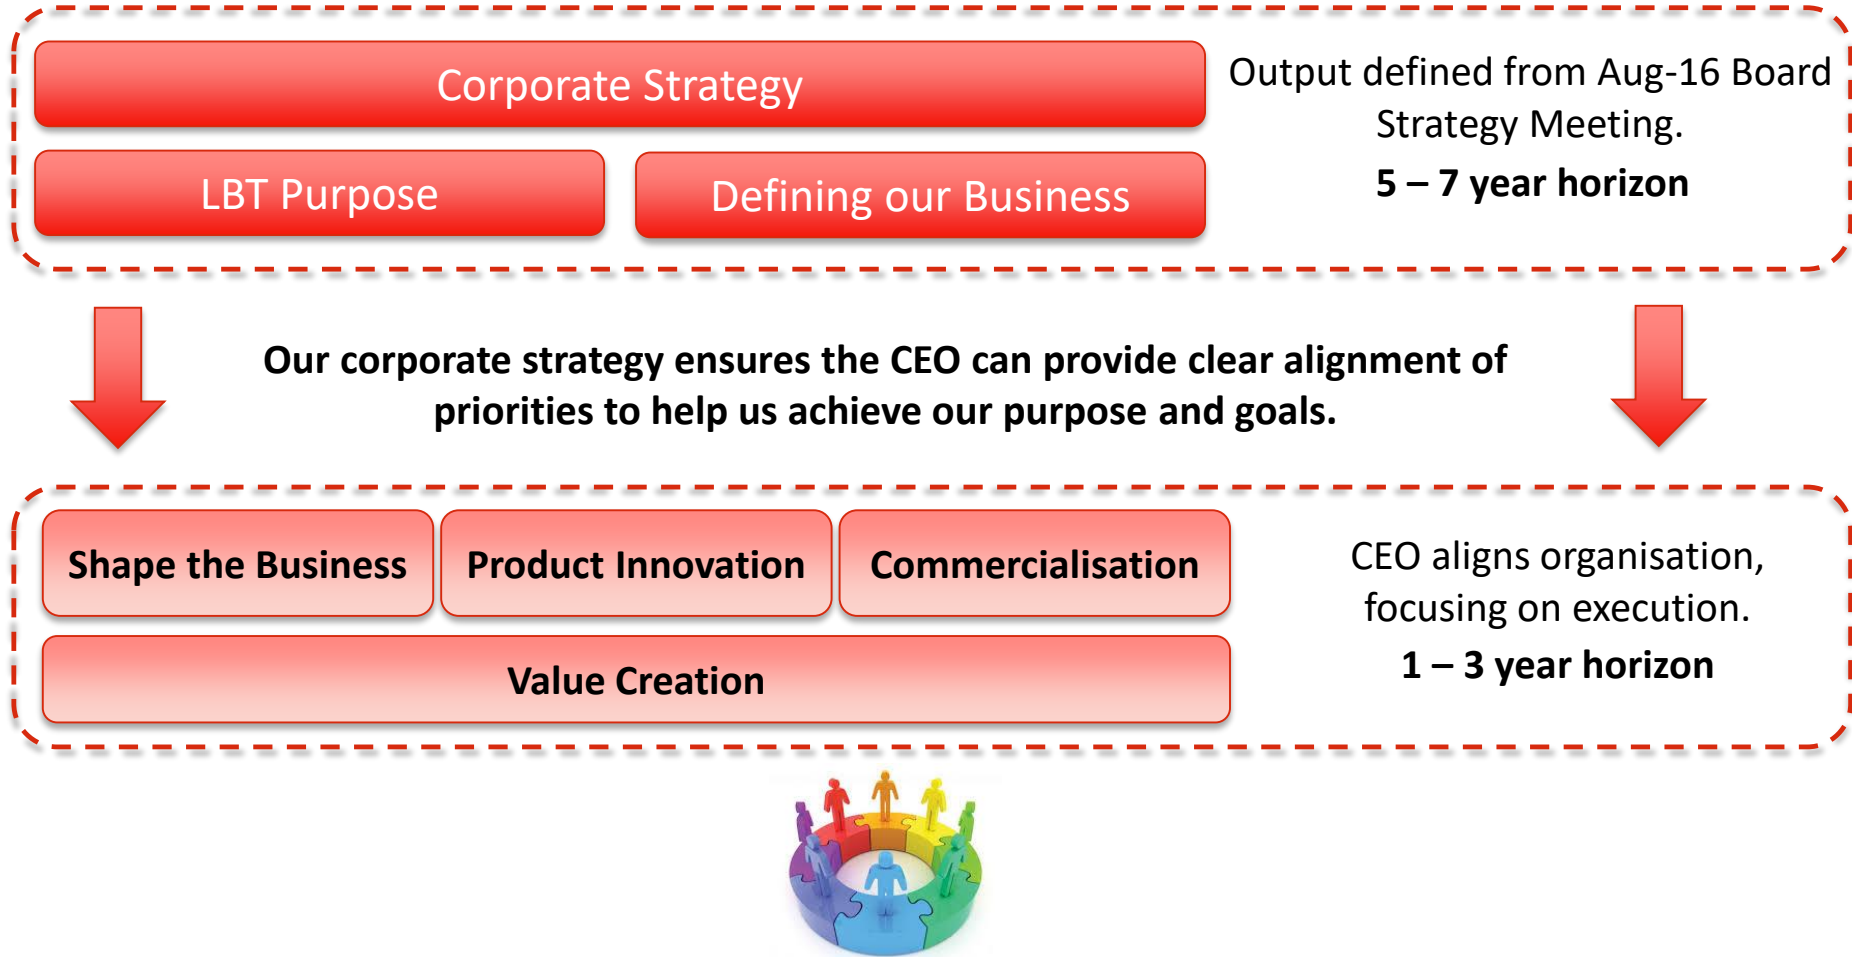 Corporate Strategy
LBT Purpose
Defining our Business
Output defined from Aug-16 Board
Strategy Meeting.
5 – 7 year horizon
Our corporate strategy ensures the CEO can provide clear alignment of
priorities to help us achieve our purpose and goals.
Shape the Business
Product Innovation
Commercialisation
Value Creation
CEO aligns organisation,
focusing on execution.
1 – 3 year horizon